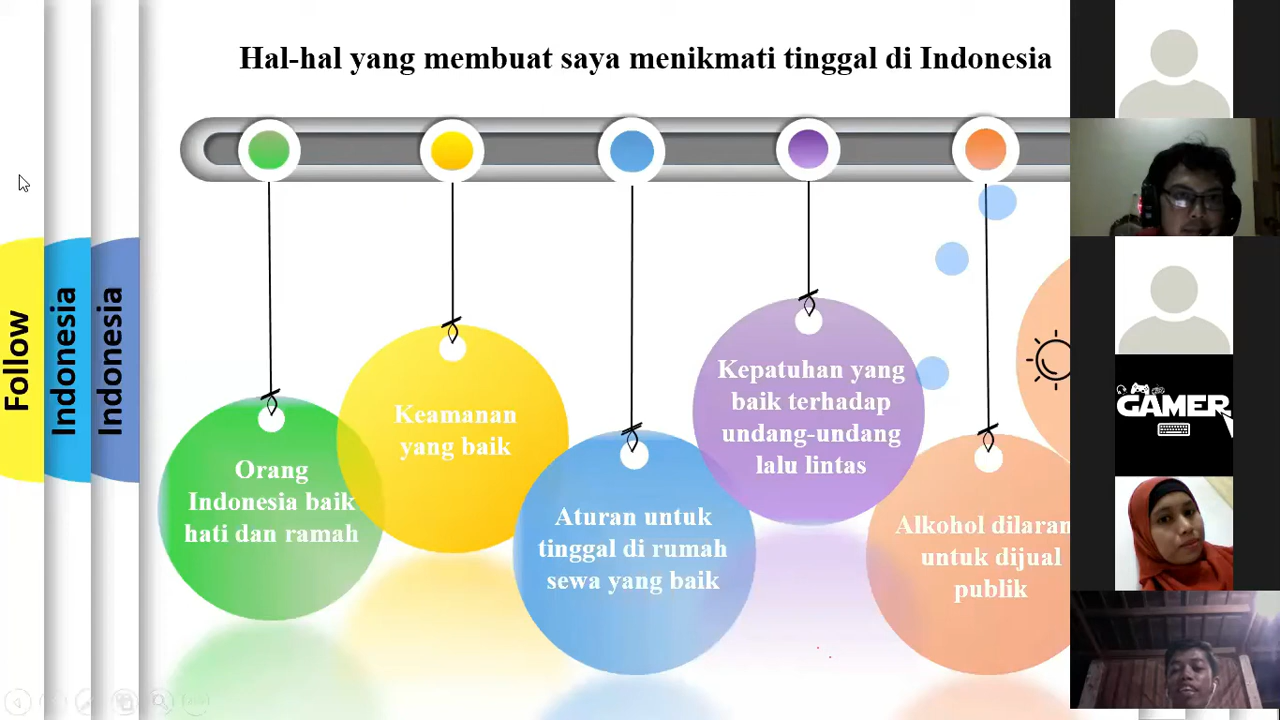 Hal-hal yang membuat saya menikmati tinggal di Indonesia
Follow
Indonesia
Indonesia
Orang
Indonesia baik
hati dan ramah
Keamanan
yang baik
Aturan untuk
tinggal di rumah
sewa yang baik
Kepatuhan yang
baik terhadap
undang-undang
lalu lintas
Alkohol dilaran
untuk dijual
publik
GAMER